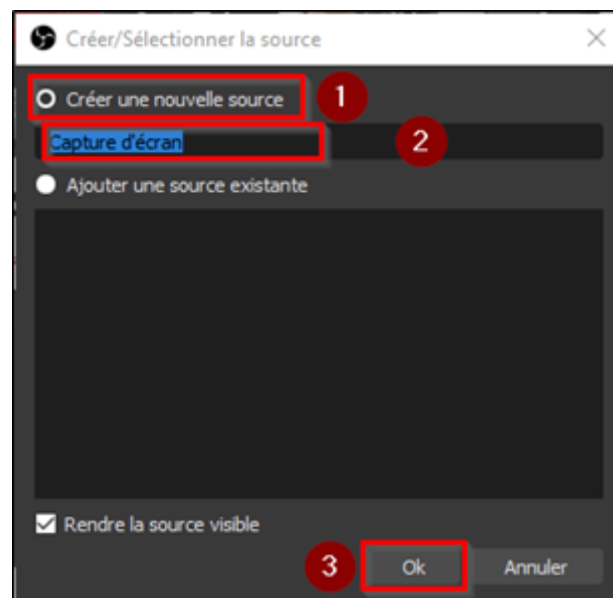 Créer/Sélectionner la source
Créer une nouvelle source 1
Capture d'écran 2
Ajouter une source existante
Rendre la source visible
3 Ok Annuler